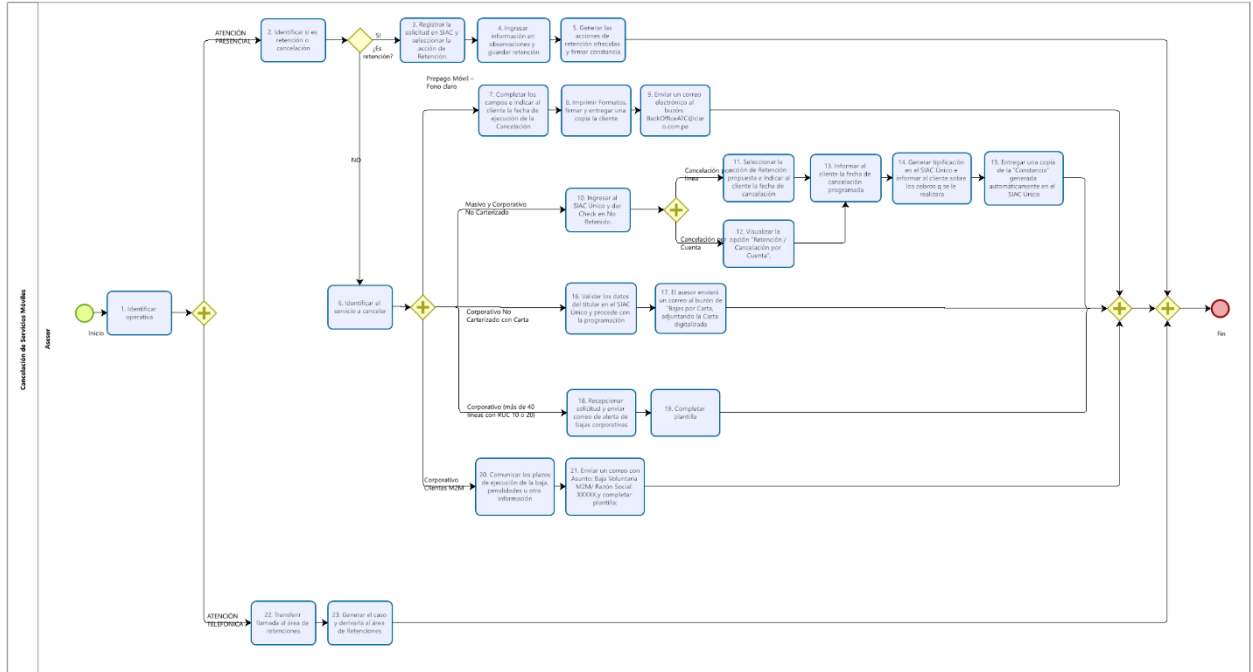 Cancelación de Servicios Móviles
Asesor
Inicio
1. Identificar
operativa
ATENCIÓN
PRESENCIAL
2. Identificar si es
retención o
cancelación
SI
¿Es
retención?
NO
3. Registrar la
solicitud en SIAC y
seleccionar la
acción de
Retención.
4. Ingresar
información en
observaciones y
guardar retención
5. Generar las
acciones de
retención ofrecidas
y firmar constancia
6. Identificar el
servicio a cancelar
Prepago Móvil –
Fono claro
7. Completar los
campos e indicar al
cliente la fecha de
ejecución de la
Cancelación
8. Imprimir Formatos,
firmar y entregar una
copia la cliente
9. Enviar un correo
electrónico al
buzón:
BackOfficeATC@clar
o.com.pe
Masivo y Corporativo
No Carterizado
10. Ingresar al
SIAC Único y dar
Check en No
Retenido.
Cancelación por
línea
11. Seleccionar la
acción de Retención
propuesta e Indicar al
cliente la fecha de
cancelación
Cancelación por
Cuenta
12. Visualizar la
opción "Retención /
Cancelación por
Cuenta",
13. Informar al
cliente la fecha de
cancelación
programada
14. Generar tipificación
en el SIAC Único e
informar al cliente sobre
los cobros q se le
realizara
15. Entregar una copia
de la "Constancia"
generada
automáticamente en el
SIAC Unico
Corporativo No
Carterizado con Carta
16. Validar los datos
del titular en el SIAC
Único y procede con
la programación
17. El asesor enviará
un correo al buzón de
"Bajas por Carta,
adjuntando la Carta
digitalizada
Corporativo (más de 40
líneas con RUC 10 o 20)
18. Recepcionar
solicitud y enviar
correo de alerta de
bajas corporativas
19. Completar
plantilla
Corporativo
Clientes M2M
20. Comunicar los plazos
de ejecución de la baja,
penalidades u otra
información
21. Enviar un correo con
Asunto: Baja Voluntaria
M2M/ Razón Social:
XXXXX y completar
plantilla:
ATENCIÓN
TELEFÓNICA
22. Transferir
llamada al área de
retenciones
23. Generar el caso
y derivarla al área
de Retenciones
Fin